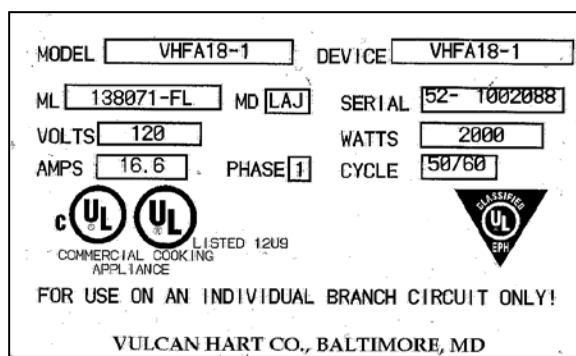 MODEL VHFA18-1 DEVICE VHFA18-1
ML 138071-FL MD LAJ SERIAL 52- 1002088
VOLTS 120 WATTS 2000
AMPS 16.6 PHASE 1 CYCLE 50/60
C UL ® UL ® LISTED 12U9
COMMERCIAL COOKING
APPLIANCE
CLASSIFIED
UL
EPH
FOR USE ON AN INDIVIDUAL BRANCH CIRCUIT ONLY!
VULCAN HART CO., BALTIMORE, MD